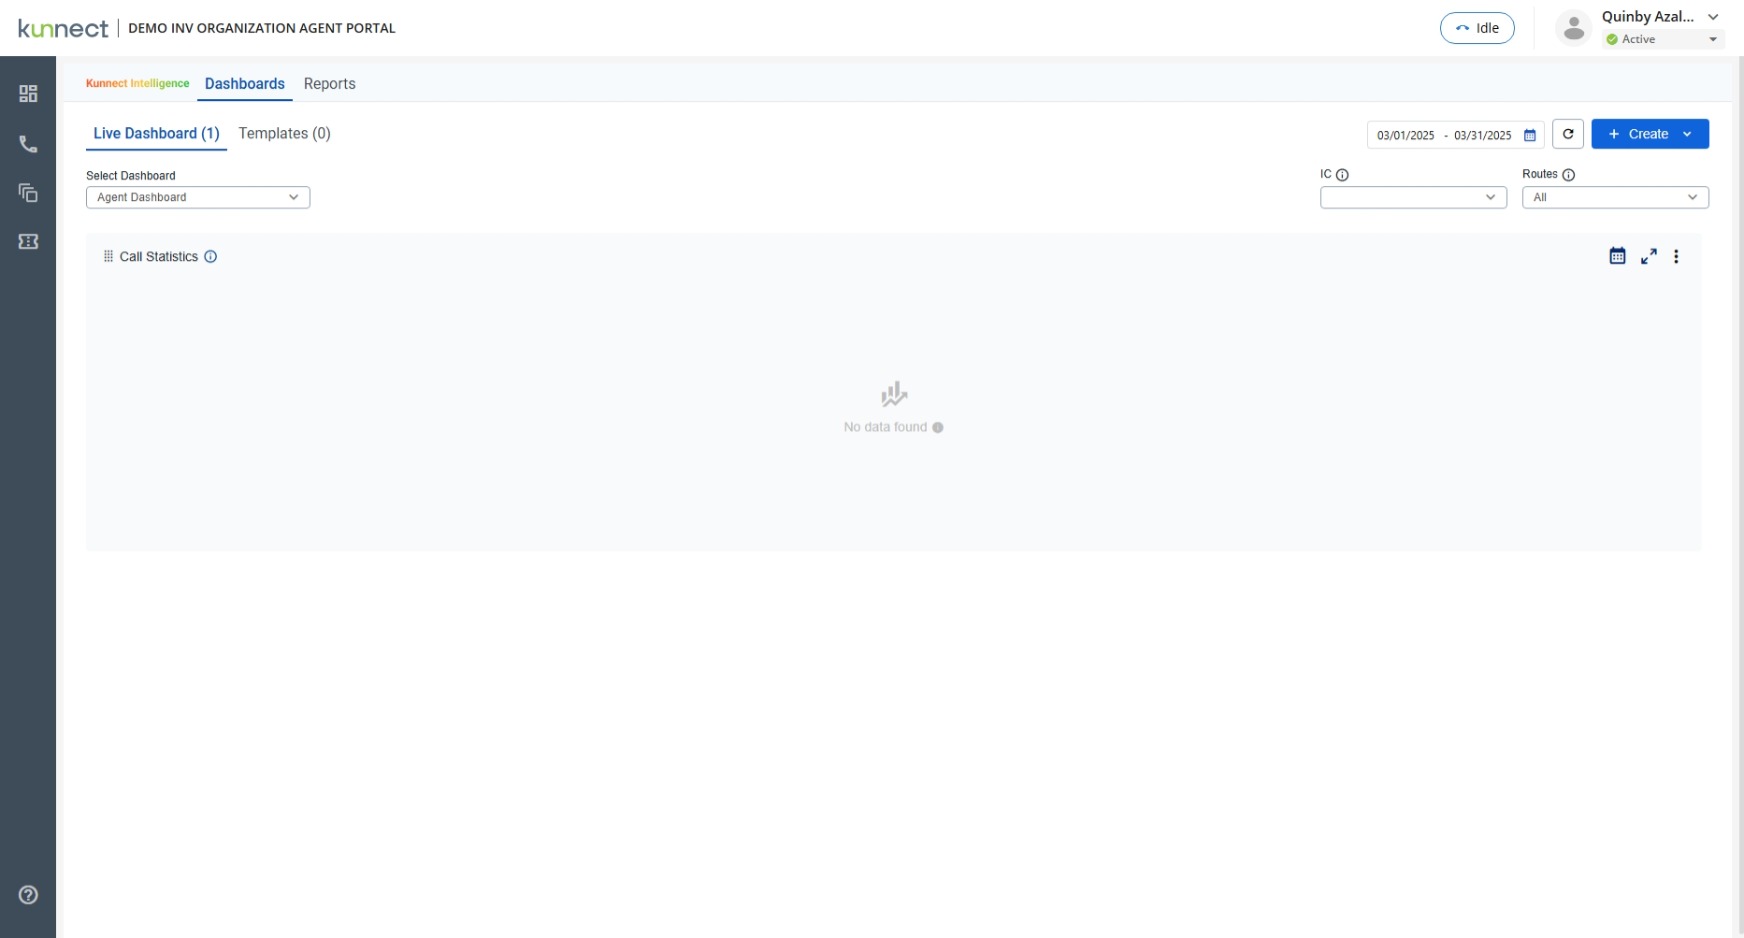 kunnect | DEMO INV ORGANIZATION AGENT PORTAL
Idle
Quinby Azal...
Active
Kunnect Intelligence
Dashboards
Reports
Live Dashboard (1)
Templates (0)
03/01/2025 - 03/31/2025
+ Create
Select Dashboard
Agent Dashboard
IC
Routes
All
Call Statistics
No data found